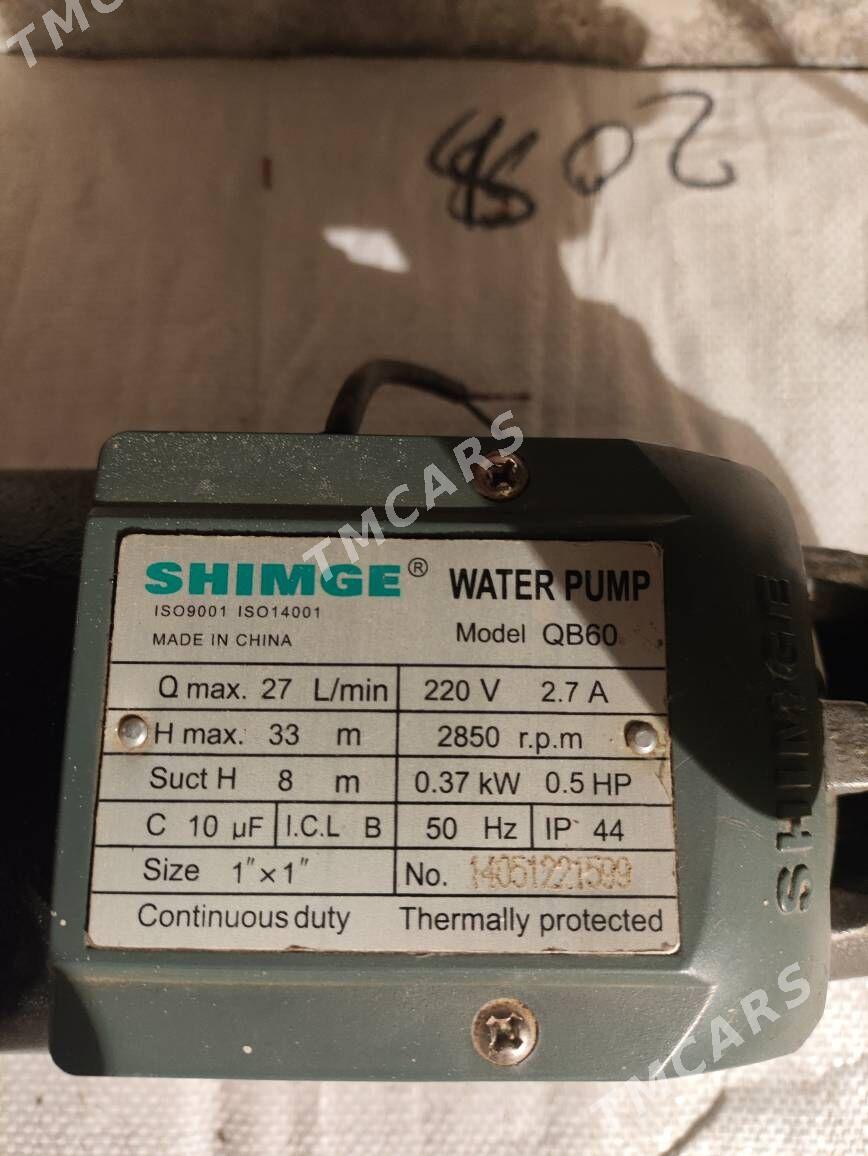 TMCARS
SHIMGE® WATER PUMP
ISO9001 ISO14001
MADE IN CHINA Model QB60
Q max. 27 L/min 220 V 2.7 A
H max. 33 m 2850 r.p.m
Suct H 8 m 0.37 kW 0.5 HP
C 10 µF I.C.L B 50 Hz IP 44
Size 1"×1" No. 14051221599
Continuous duty Thermally protected
SHIMGE
TMCARS
TMCARS